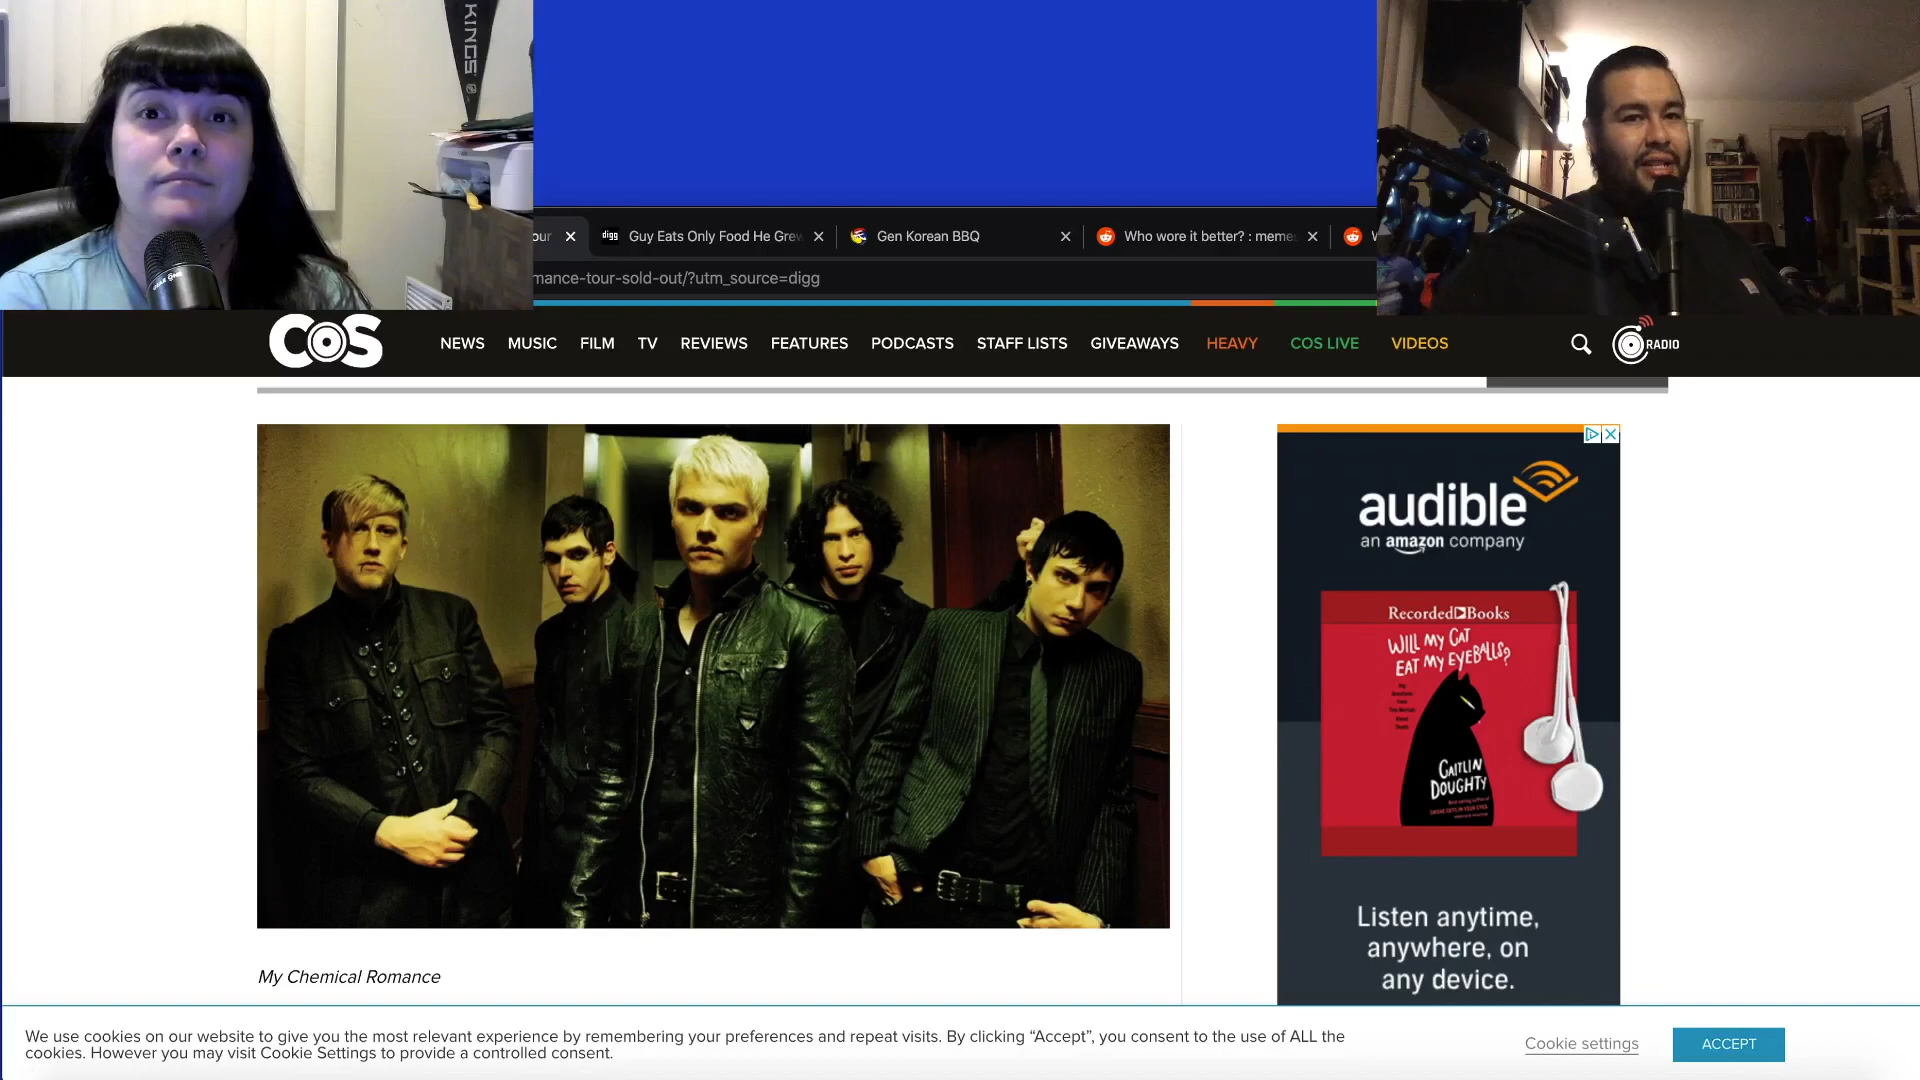 KINGS
our
digg Guy Eats Only Food He Grew
Gen Korean BBQ
Who wore it better? : memes
mance-tour-sold-out/?utm_source=digg
COS
NEWS MUSIC FILM TV REVIEWS FEATURES PODCASTS STAFF LISTS GIVEAWAYS HEAVY COS LIVE VIDEOS
RADIO
audible
an amazon company
Recorded Books
WILL MY CAT
EAT MY EYEBALLS?
CAITLIN
DOUGHTY
Listen anytime,
anywhere, on
any device.
My Chemical Romance
We use cookies on our website to give you the most relevant experience by remembering your preferences and repeat visits. By clicking “Accept”, you consent to the use of ALL the
cookies. However you may visit Cookie Settings to provide a controlled consent.
Cookie settings
ACCEPT